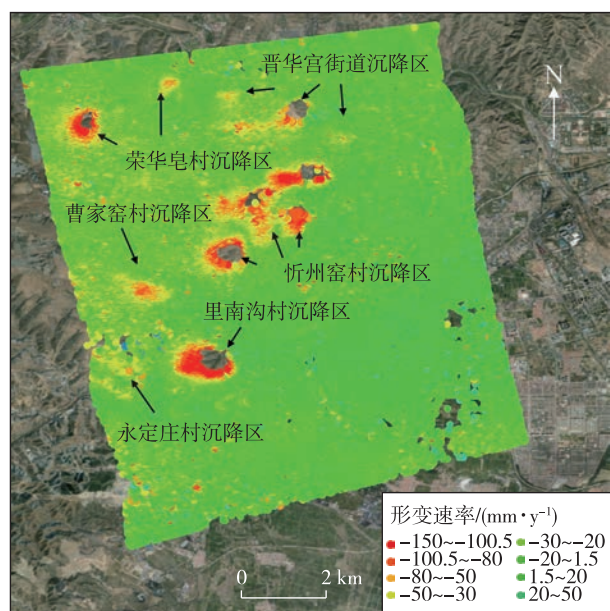 晋华宫街道沉降区
N
荣华皂村沉降区
曹家窑村沉降区
忻州窑村沉降区
里南沟村沉降区
永定庄村沉降区
形变速率/(mm·y⁻¹)
-150~-100.5
-100.5~-80
-80~-50
-50~-30
-30~-20
-20~1.5
1.5~20
20~50
0 2 km